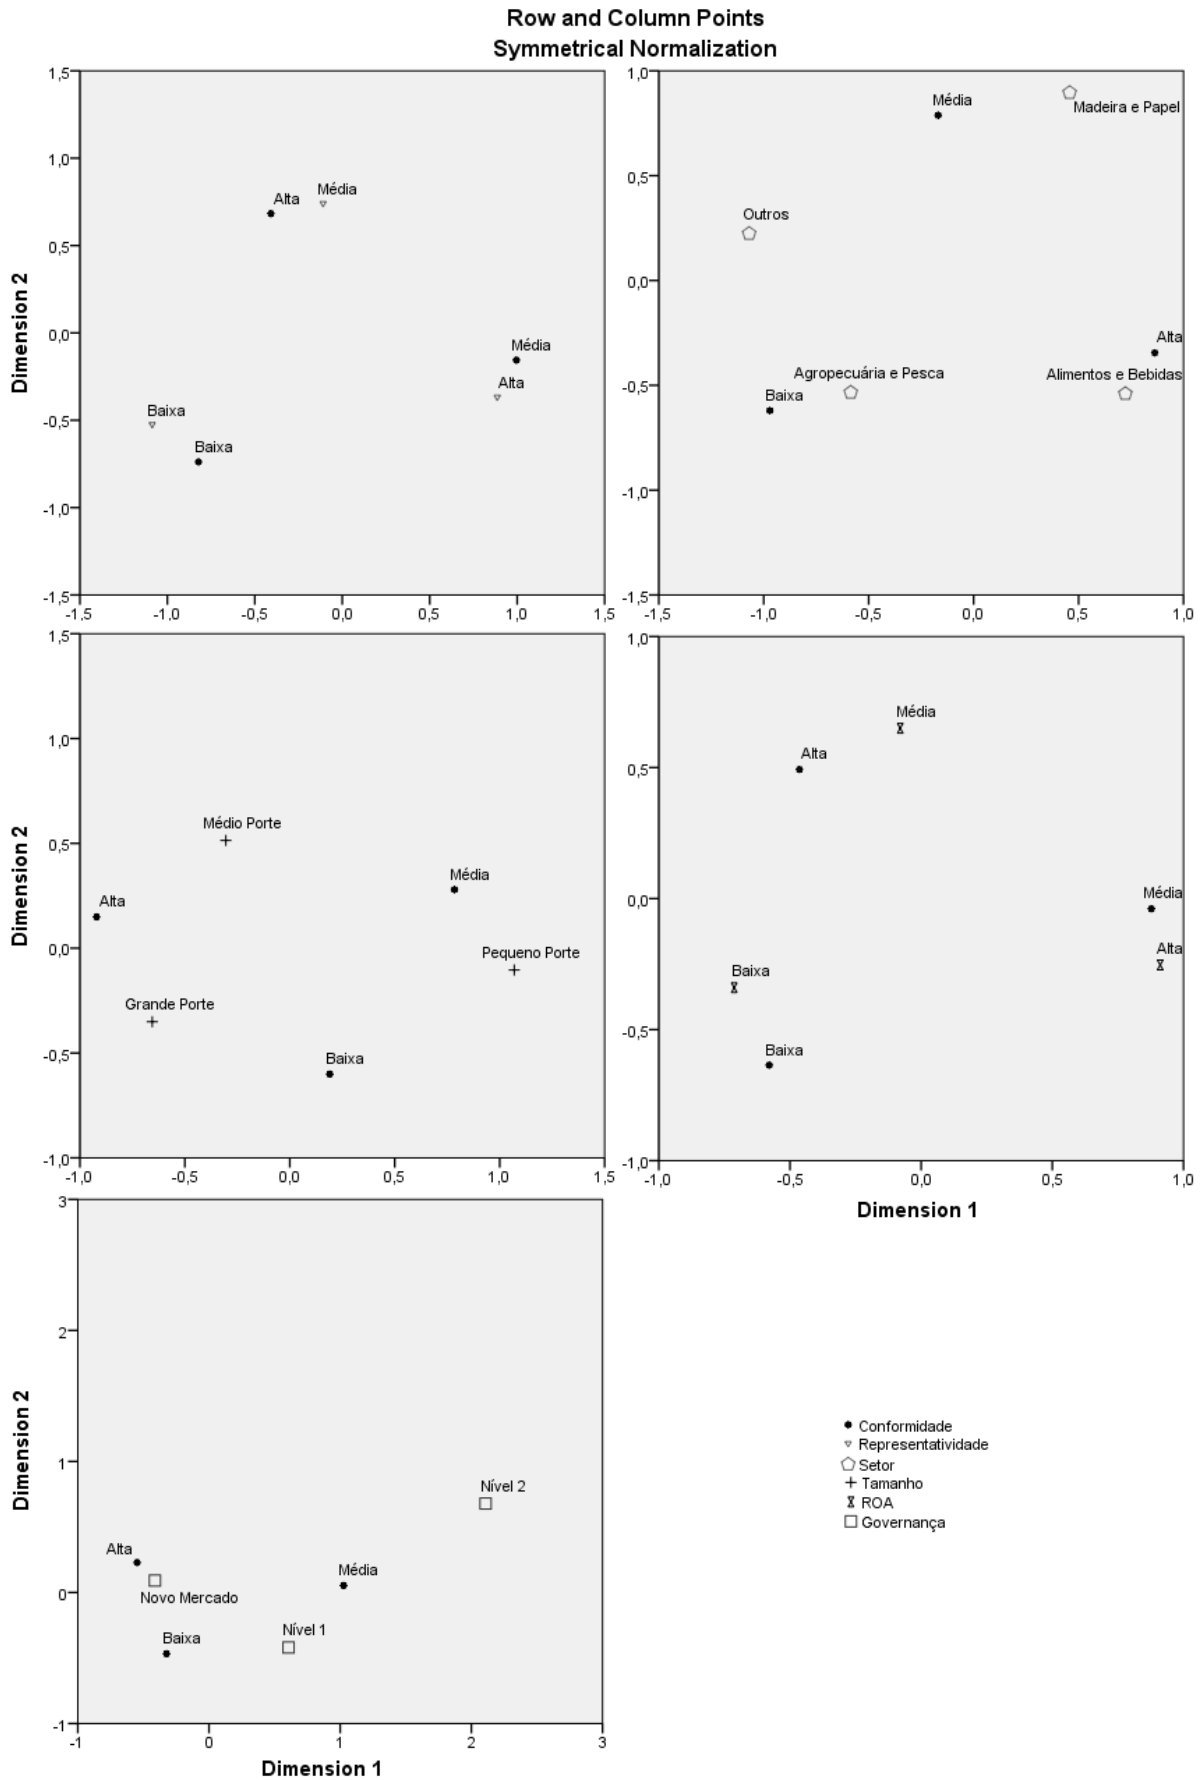 Row and Column Points
Symmetrical Normalization
1,5
1,0
0,5
0,0
-0,5
-1,0
-1,5
Dimension 2
Alta
Média
Média
Alta
Baixa
Baixa
-1,5
-1,0
-0,5
0,0
0,5
1,0
1,5
1,0
0,5
0,0
-0,5
-1,0
-1,5
Média
Madeira e Papel
Outros
Alta
Agropecuária e Pesca
Alimentos e Bebidas
Baixa
-1,5
-1,0
-0,5
0,0
0,5
1,0
1,5
1,0
0,5
0,0
-0,5
-1,0
Dimension 2
Médio Porte
Média
Alta
Pequeno Porte
Grande Porte
Baixa
-1,0
-0,5
0,0
0,5
1,0
1,5
1,0
0,5
0,0
-0,5
-1,0
Média
Alta
Média
Alta
Baixa
Baixa
-1,0
-0,5
0,0
0,5
1,0
Dimension 1
3
2
1
0
-1
Dimension 2
Nível 2
Alta
Média
Novo Mercado
Nível 1
Baixa
-1
0
1
2
3
Dimension 1
Conformidade
Representatividade
Setor
Tamanho
ROA
Governança